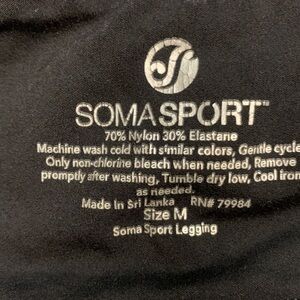 SOMASPORT™
70% Nylon 30% Elastane
Machine wash cold with similar colors, Gentle cycle
Only non-chlorine bleach when needed, Remove
promptly after washing, Tumble dry low, Cool iron
as needed.
Made in Sri Lanka RN# 79984
Size M
Soma Sport Legging